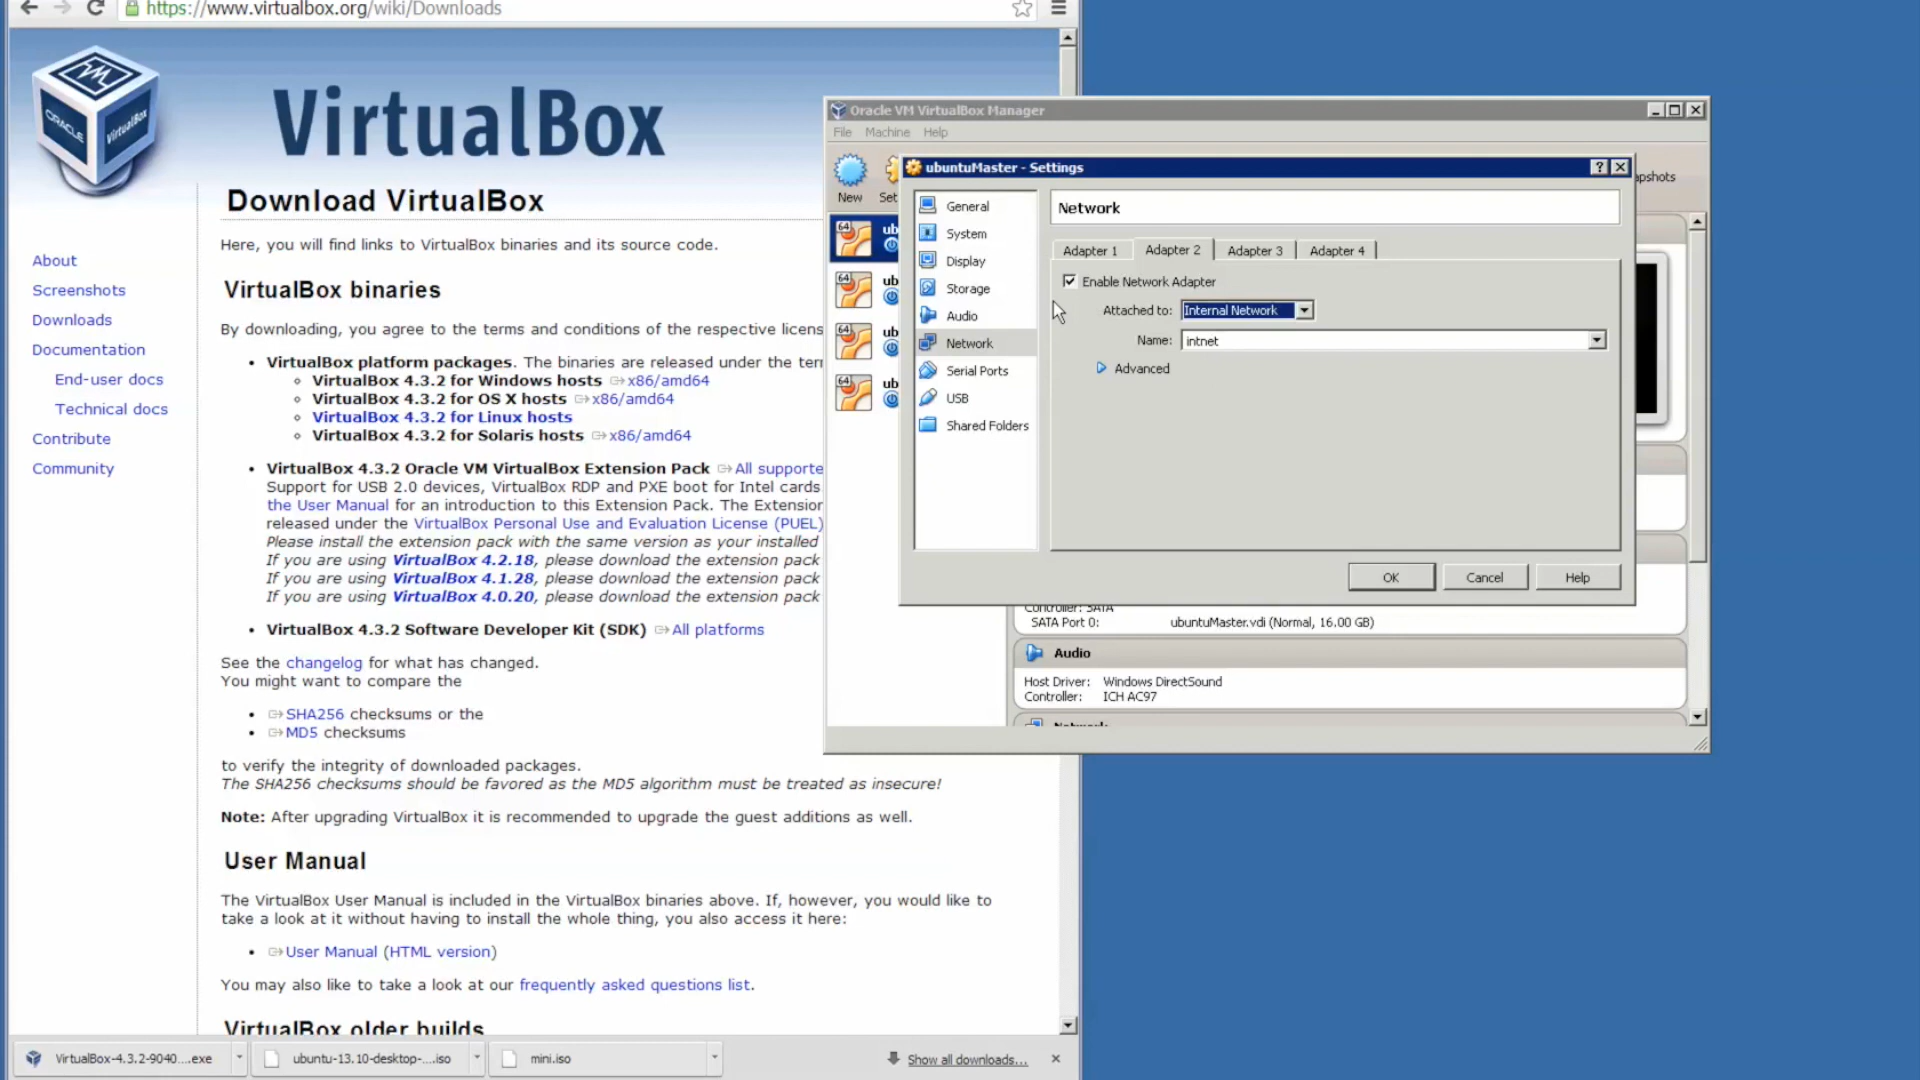 https://www.virtualbox.org/wiki/Downloads
ORACLE
VirtualBox
VirtualBox
Download VirtualBox
Here, you will find links to VirtualBox binaries and its source code.
About
Screenshots
Downloads
Documentation
End-user docs
Technical docs
Contribute
Community
VirtualBox binaries
By downloading, you agree to the terms and conditions of the respective licens
• VirtualBox platform packages. The binaries are released under the ter
VirtualBox 4.3.2 for Windows hosts x86/amd64
VirtualBox 4.3.2 for OS X hosts x86/amd64
VirtualBox 4.3.2 for Linux hosts
VirtualBox 4.3.2 for Solaris hosts x86/amd64
• VirtualBox 4.3.2 Oracle VM VirtualBox Extension Pack All supporte
Support for USB 2.0 devices, VirtualBox RDP and PXE boot for Intel cards
the User Manual for an introduction to this Extension Pack. The Extension
released under the VirtualBox Personal Use and Evaluation License (PUEL)
Please install the extension pack with the same version as your installed
If you are using VirtualBox 4.2.18, please download the extension pack
If you are using VirtualBox 4.1.28, please download the extension pack
If you are using VirtualBox 4.0.20, please download the extension pack
• VirtualBox 4.3.2 Software Developer Kit (SDK) All platforms
See the changelog for what has changed.
You might want to compare the
• SHA256 checksums or the
• MD5 checksums
to verify the integrity of downloaded packages.
The SHA256 checksums should be favored as the MD5 algorithm must be treated as insecure!
Note: After upgrading VirtualBox it is recommended to upgrade the guest additions as well.
User Manual
The VirtualBox User Manual is included in the VirtualBox binaries above. If, however, you would like to
take a look at it without having to install the whole thing, you also access it here:
• User Manual (HTML version)
You may also like to take a look at our frequently asked questions list.
VirtualBox older builds
VirtualBox-4.3.2-9040....exe
ubuntu-13.10-desktop-....iso
mini.iso
Show all downloads...
Oracle VM VirtualBox Manager
File Machine Help
New
Set
apshots
64 ub
64 ub
64 ub
64 ub
ubuntuMaster - Settings
General
System
Display
Storage
Audio
Network
Serial Ports
USB
Shared Folders
Network
Adapter 1 Adapter 2 Adapter 3 Adapter 4
Enable Network Adapter
Attached to: Internal Network
Name: intnet
Advanced
OK Cancel Help
Controller: SATA
SATA Port 0: ubuntuMaster.vdi (Normal, 16.00 GB)
Audio
Host Driver: Windows DirectSound
Controller: ICH AC97
Network